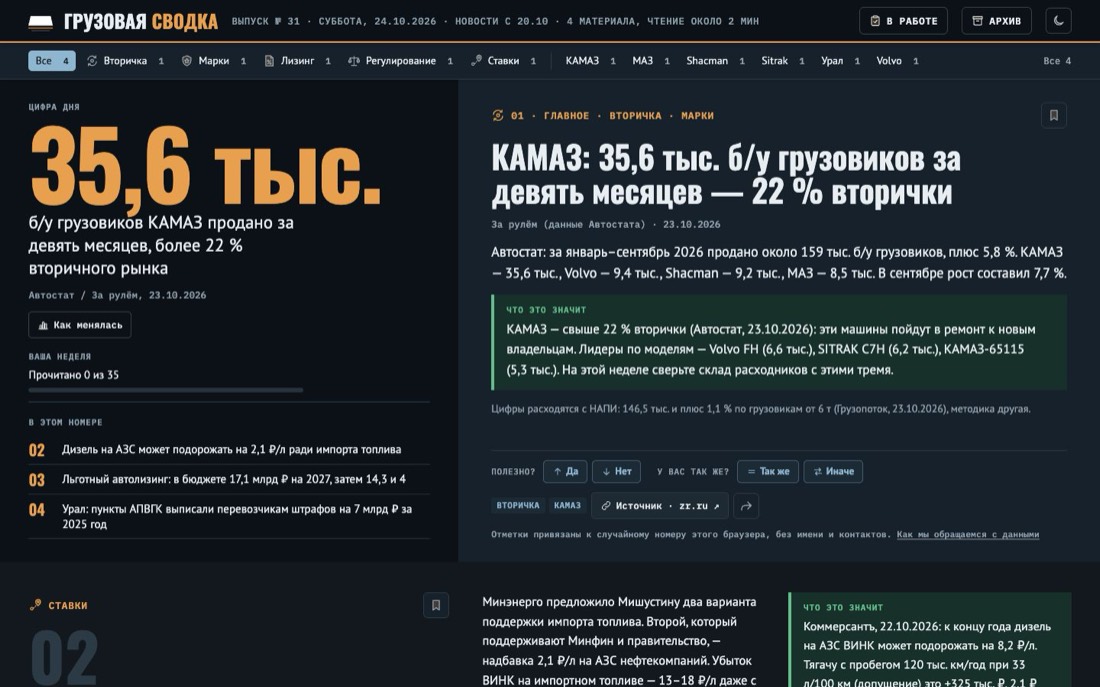 ГРУЗОВАЯ СВОДКА
ВЫПУСК № 31 · СУББОТА, 24.10.2026 · НОВОСТИ С 20.10 · 4 МАТЕРИАЛА, ЧТЕНИЕ ОКОЛО 2 МИН
В РАБОТЕ
АРХИВ
Все 4
Вторичка 1
Марки 1
Лизинг 1
Регулирование 1
Ставки 1
КАМАЗ 1
МАЗ 1
Shacman 1
Sitrak 1
Урал 1
Volvo 1
Все 4
ЦИФРА ДНЯ
35,6 тыс.
б/у грузовиков КАМАЗ продано за
девять месяцев, более 22 %
вторичного рынка
Автостат / За рулём, 23.10.2026
Как менялась
ВАША НЕДЕЛЯ
Прочитано 0 из 35
В ЭТОМ НОМЕРЕ
02 Дизель на АЗС может подорожать на 2,1 ₽/л ради импорта топлива
03 Льготный автолизинг: в бюджете 17,1 млрд ₽ на 2027, затем 14,3 и 4
04 Урал: пункты АПВГК выписали перевозчикам штрафов на 7 млрд ₽ за
2025 год
01 · ГЛАВНОЕ · ВТОРИЧКА · МАРКИ
КАМАЗ: 35,6 тыс. б/у грузовиков за
девять месяцев — 22 % вторички
За рулём (данные Автостата) · 23.10.2026
Автостат: за январь–сентябрь 2026 продано около 159 тыс. б/у грузовиков, плюс 5,8 %. КАМАЗ
— 35,6 тыс., Volvo — 9,4 тыс., Shacman — 9,2 тыс., МАЗ — 8,5 тыс. В сентябре рост составил 7,7 %.
ЧТО ЭТО ЗНАЧИТ
КАМАЗ — свыше 22 % вторички (Автостат, 23.10.2026): эти машины пойдут в ремонт к новым
владельцам. Лидеры по моделям — Volvo FH (6,6 тыс.), SITRAK C7H (6,2 тыс.), КАМАЗ-65115
(5,3 тыс.). На этой неделе сверьте склад расходников с этими тремя.
Цифры расходятся с НАПИ: 146,5 тыс. и плюс 1,1 % по грузовикам от 6 т (Грузопоток, 23.10.2026), методика другая.
ПОЛЕЗНО? ↑ Да ↓ Нет У ВАС ТАК ЖЕ? = Так же ⇄ Иначе
ВТОРИЧКА КАМАЗ Источник · zr.ru ↗
Отметки привязаны к случайному номеру этого браузера, без имени и контактов. Как мы обращаемся с данными
СТАВКИ
02
Минэнерго предложило Мишустину два варианта
поддержки импорта топлива. Второй, который
поддерживают Минфин и правительство, —
надбавка 2,1 ₽/л на АЗС нефтекомпаний. Убыток
ВИНК на импортном топливе — 13–18 ₽/л даже с
ЧТО ЭТО ЗНАЧИТ
Коммерсантъ, 22.10.2026: к концу года дизель
на АЗС ВИНК может подорожать на 8,2 ₽/л.
Тягачу с пробегом 120 тыс. км/год при 33
л/100 км (допущение) это +325 тыс. ₽. 2,1 ₽